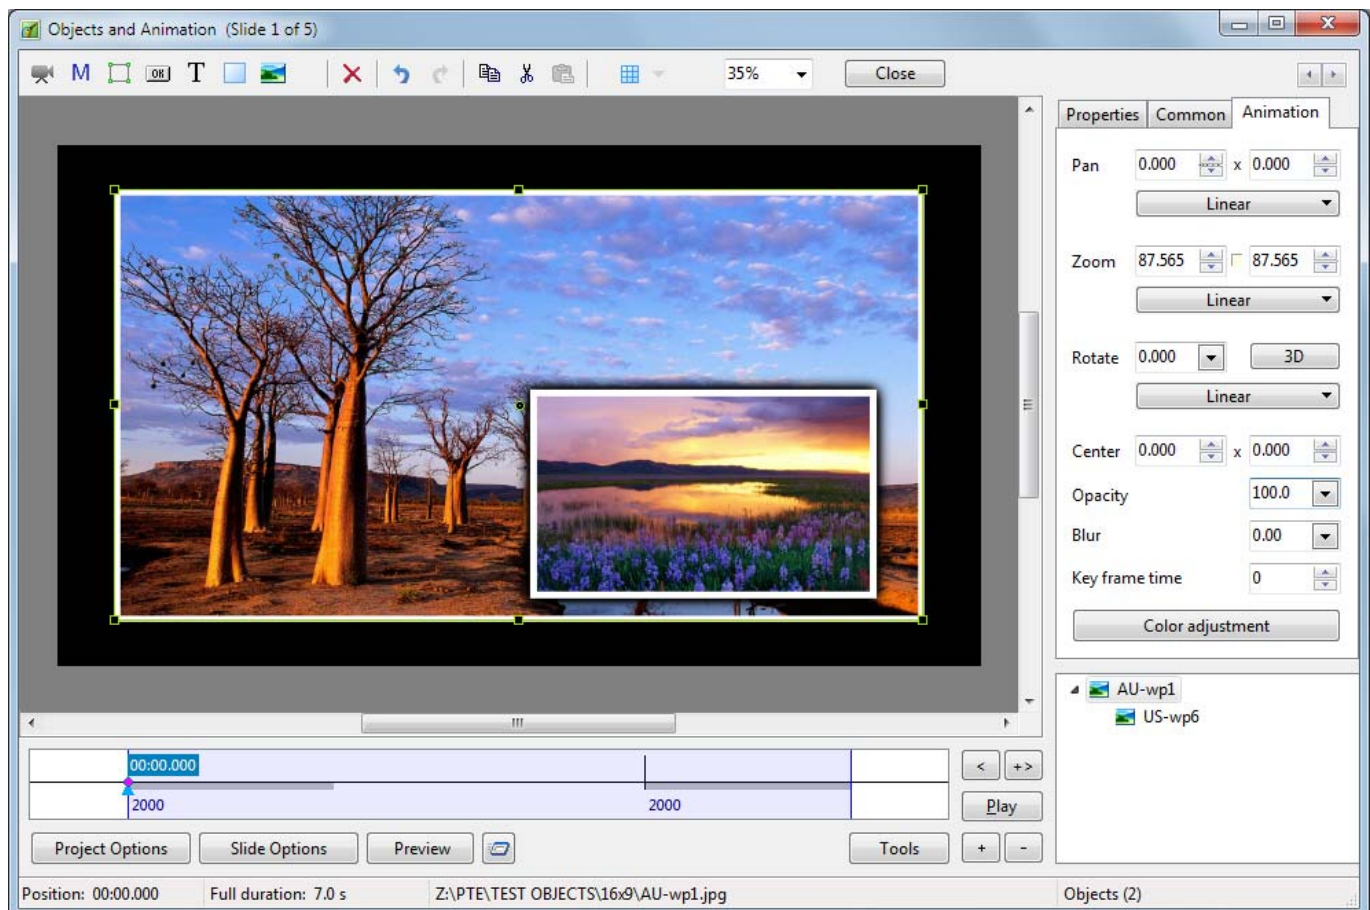 Objects and Animation (Slide 1 of 5)
M OK T 35% Close
Properties Common Animation
Pan 0.000 x 0.000
Linear
Zoom 87.565 87.565
Linear
Rotate 0.000 3D
Linear
Center 0.000 x 0.000
Opacity 100.0
Blur 0.00
Key frame time 0
Color adjustment
AU-wp1
US-wp6
00:00.000
2000 2000
< +>
Play
Project Options Slide Options Preview Tools + -
Position: 00:00.000 Full duration: 7.0 s Z:\PTE\TEST OBJECTS\16x9\AU-wp1.jpg Objects (2)